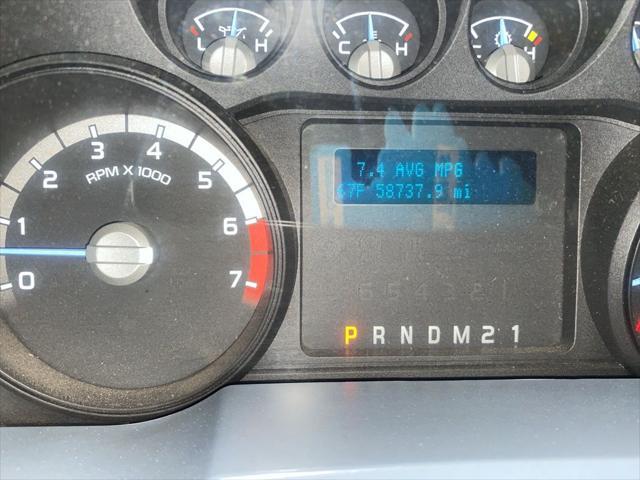 L H
C H
C H
0 1 2 3 4 5 6 7
RPM X 1000
7.4 AVG MPG
67F 58737.9 mi
P R N D M 2 1